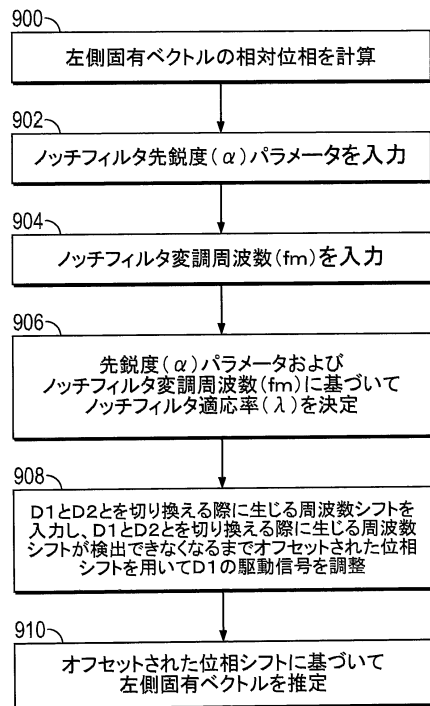 900
左側固有ベクトルの相対位相を計算
902
ノッチフィルタ先鋭度(α)パラメータを入力
904
ノッチフィルタ変調周波数(fm)を入力
906
先鋭度(α)パラメータおよび
ノッチフィルタ変調周波数(fm)に基づいて
ノッチフィルタ適応率(λ)を決定
908
D1とD2とを切り換える際に生じる周波数シフトを
入力し、D1とD2とを切り換える際に生じる周波数
シフトが検出できなくなるまでオフセットされた位相
シフトを用いてD1の駆動信号を調整
910
オフセットされた位相シフトに基づいて
左側固有ベクトルを推定